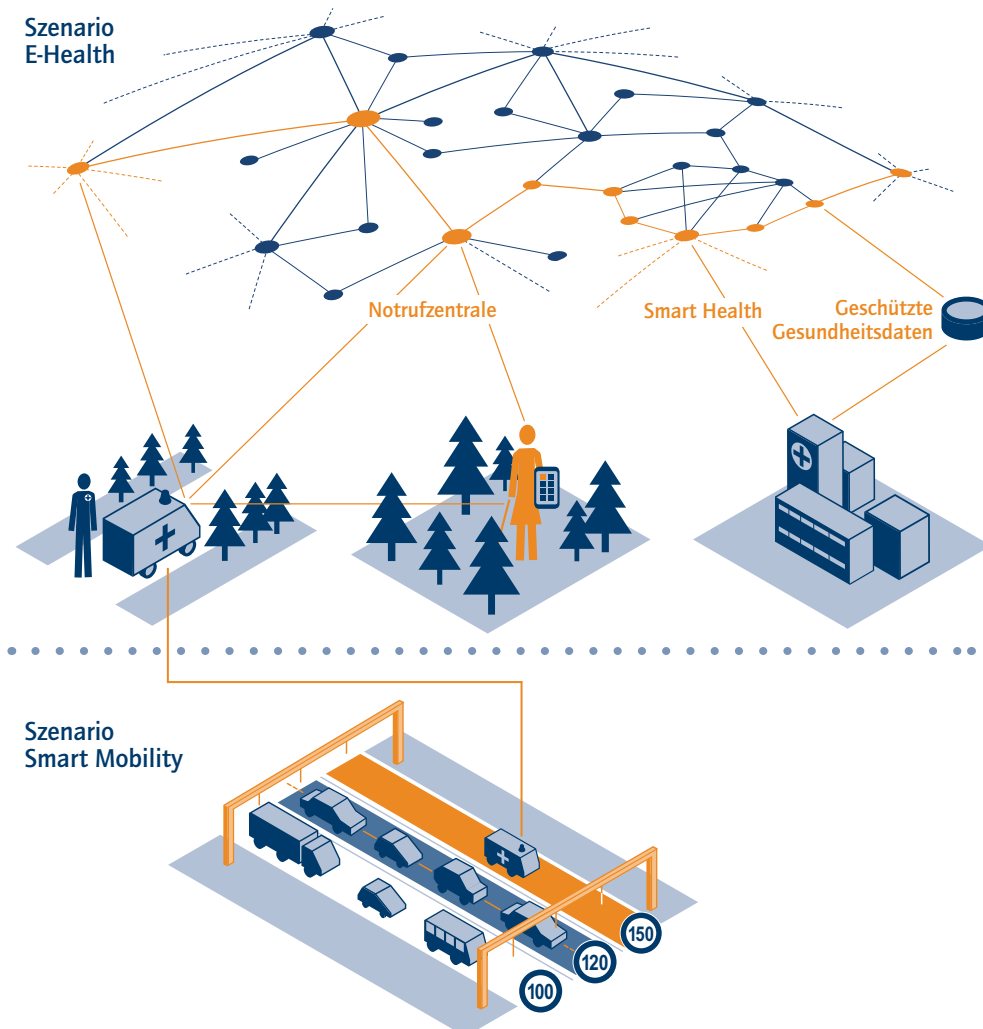 Szenario
E-Health
Notrufzentrale
Smart Health
Geschützte
Gesundheitsdaten
Szenario
Smart Mobility
150
120
100